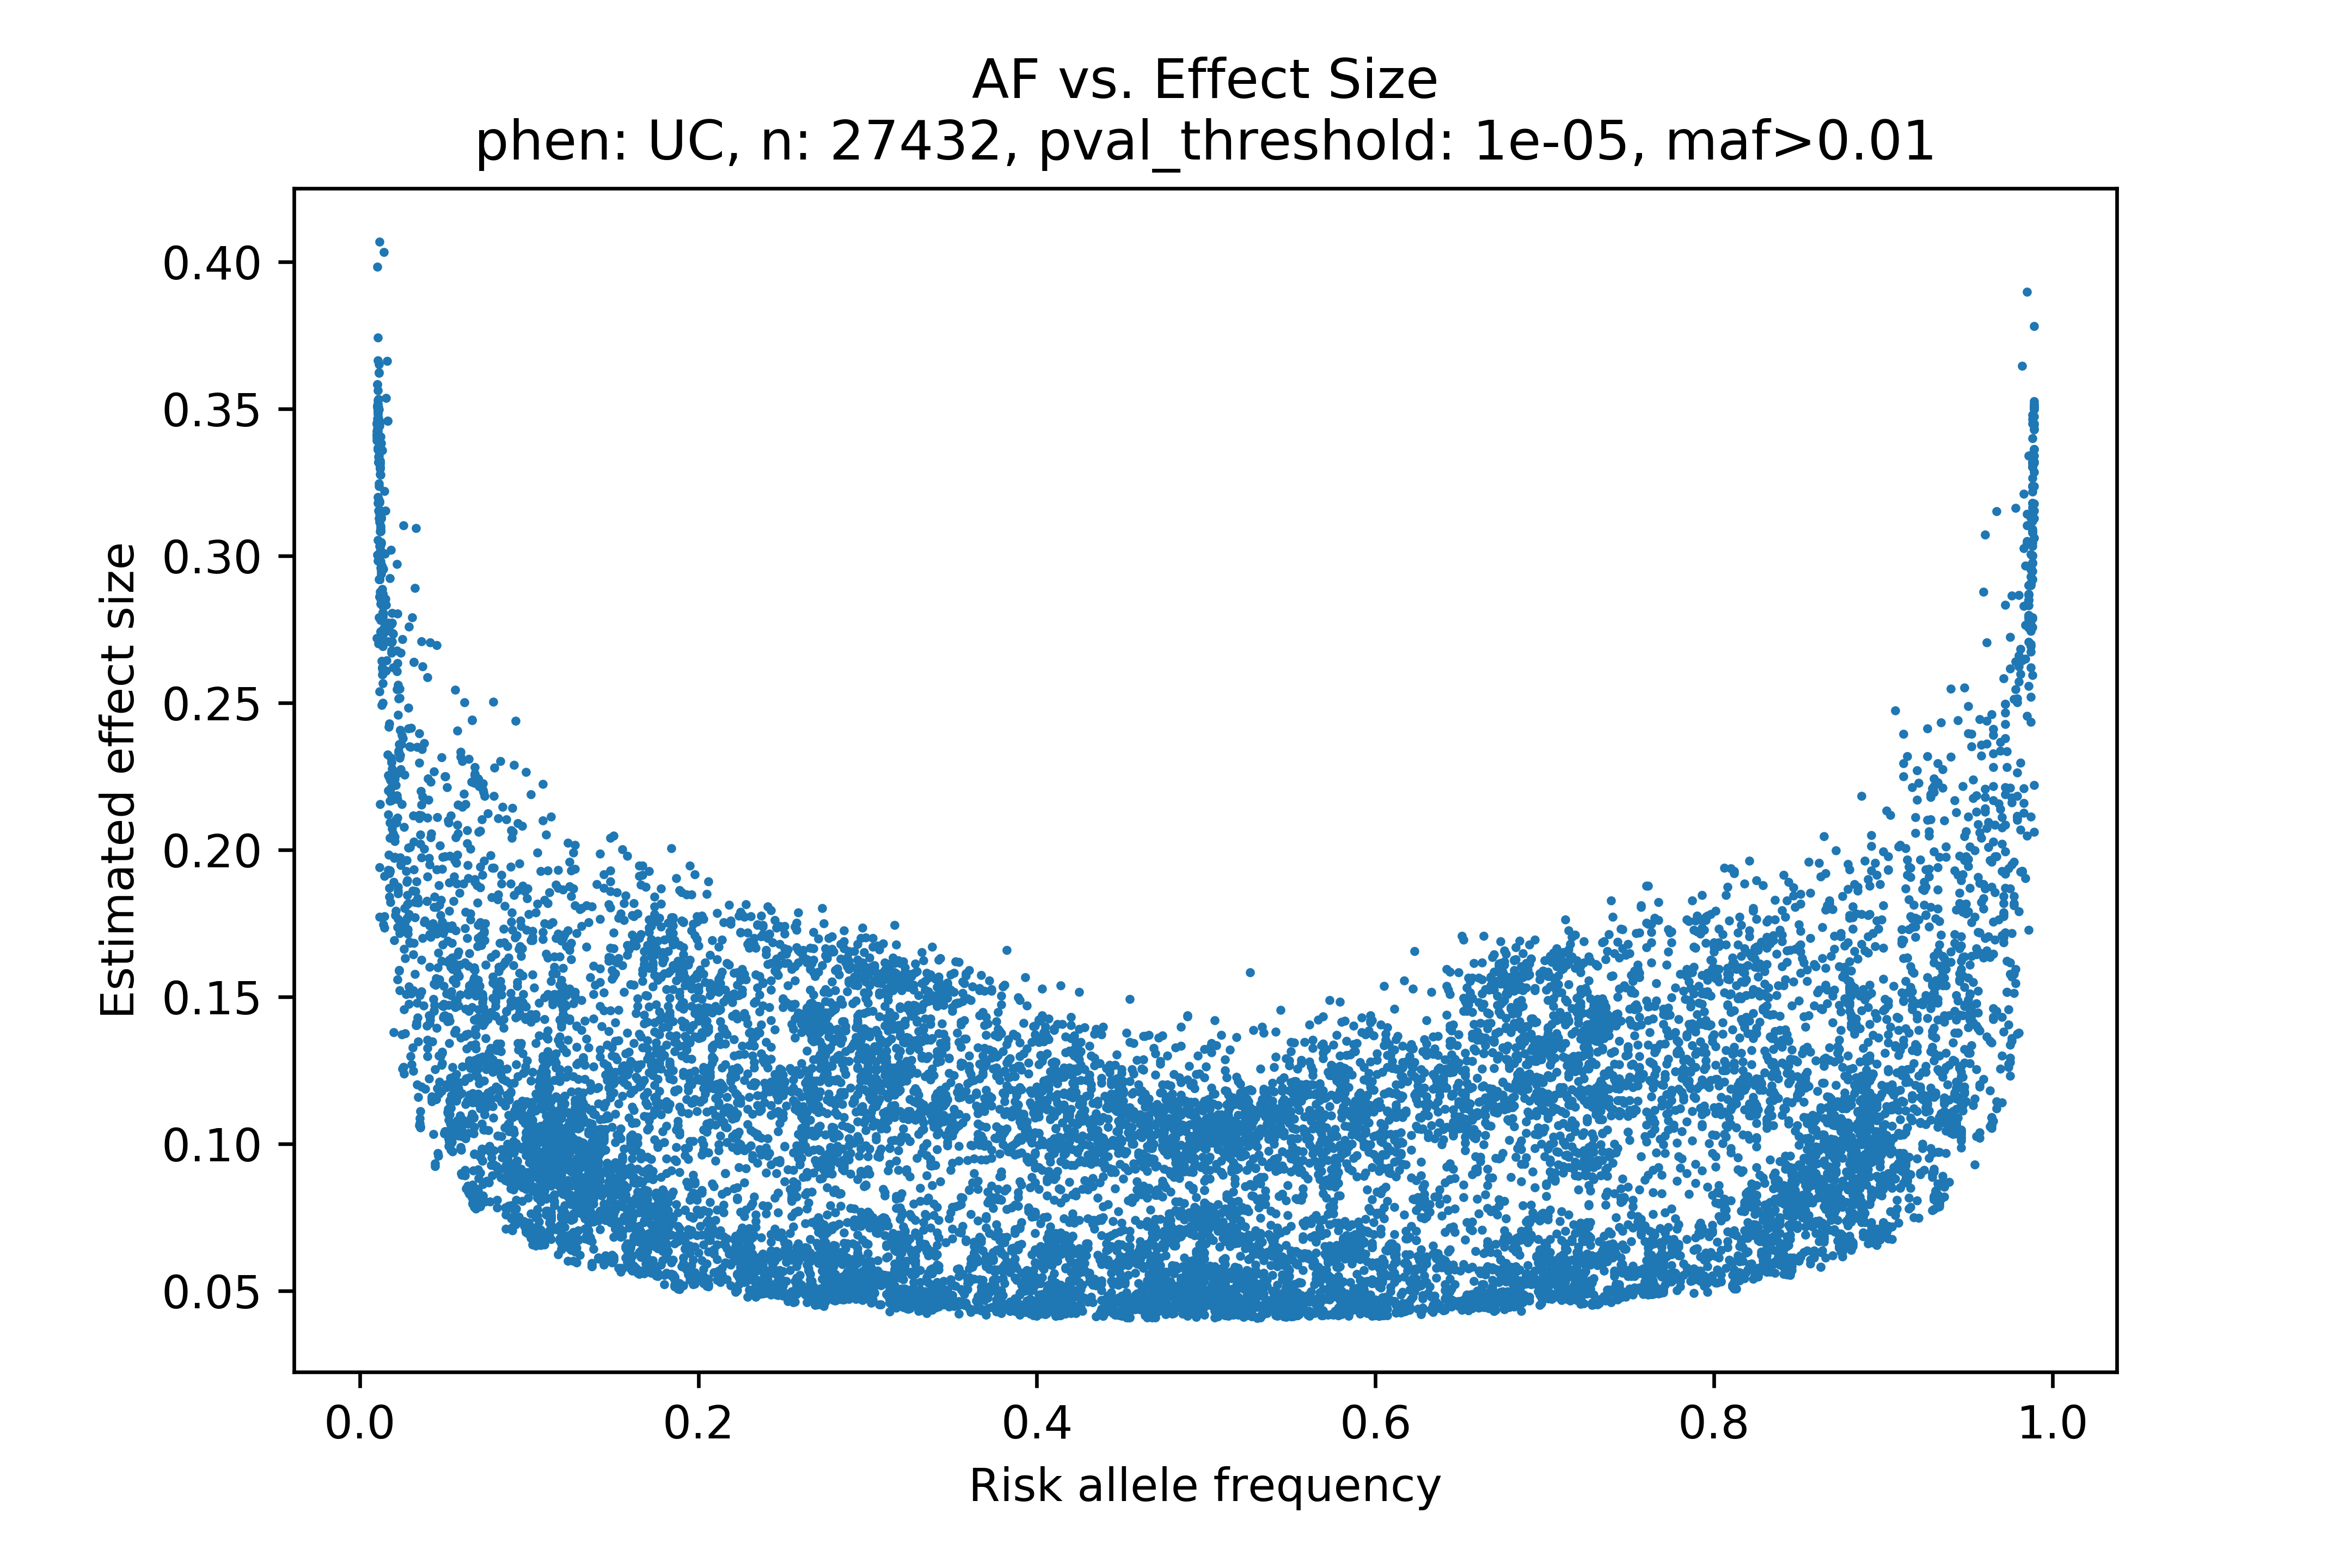 AF vs. Effect Size
phen: UC, n: 27432, pval_threshold: 1e-05, maf>0.01
0.40
0.35
0.30
0.25
0.20
0.15
0.10
0.05
Estimated effect size
0.0 0.2 0.4 0.6 0.8 1.0
Risk allele frequency